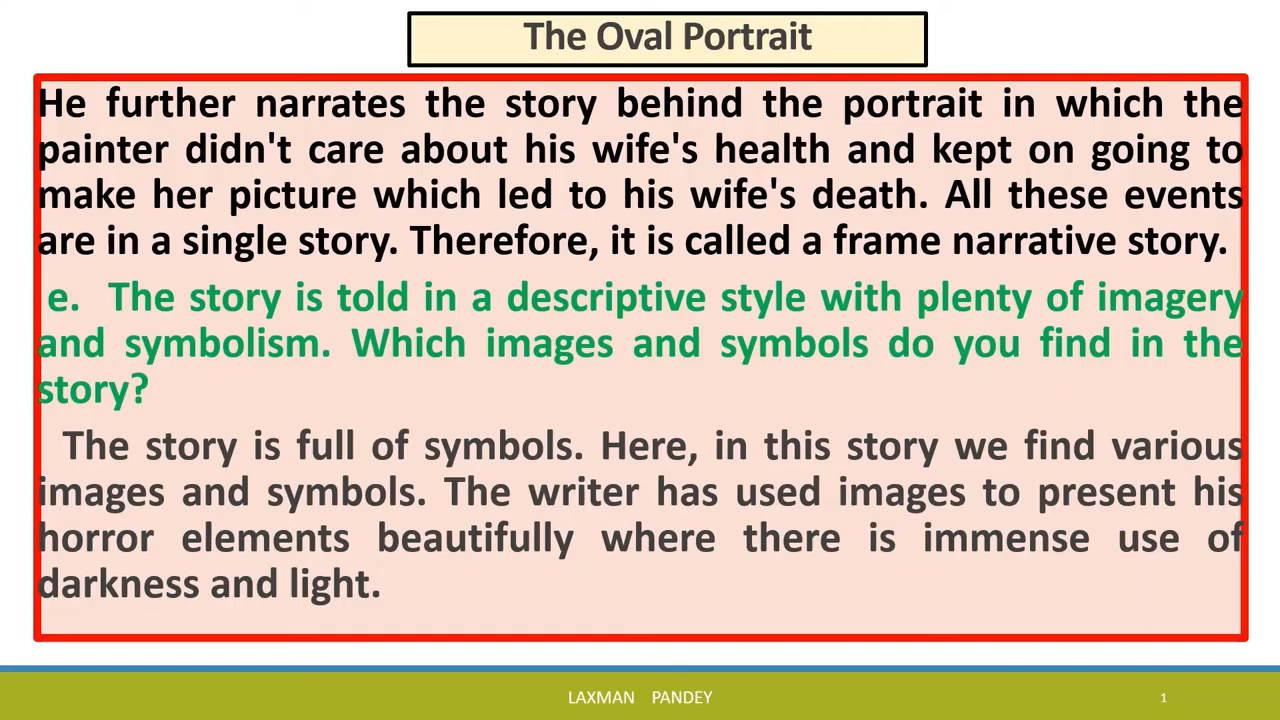 The Oval Portrait
He further narrates the story behind the portrait in which the
painter didn't care about his wife's health and kept on going to
make her picture which led to his wife's death. All these events
are in a single story. Therefore, it is called a frame narrative story.
e. The story is told in a descriptive style with plenty of imagery
and symbolism. Which images and symbols do you find in the
story?
The story is full of symbols. Here, in this story we find various
images and symbols. The writer has used images to present his
horror elements beautifully where there is immense use of
darkness and light.
LAXMAN PANDEY
1